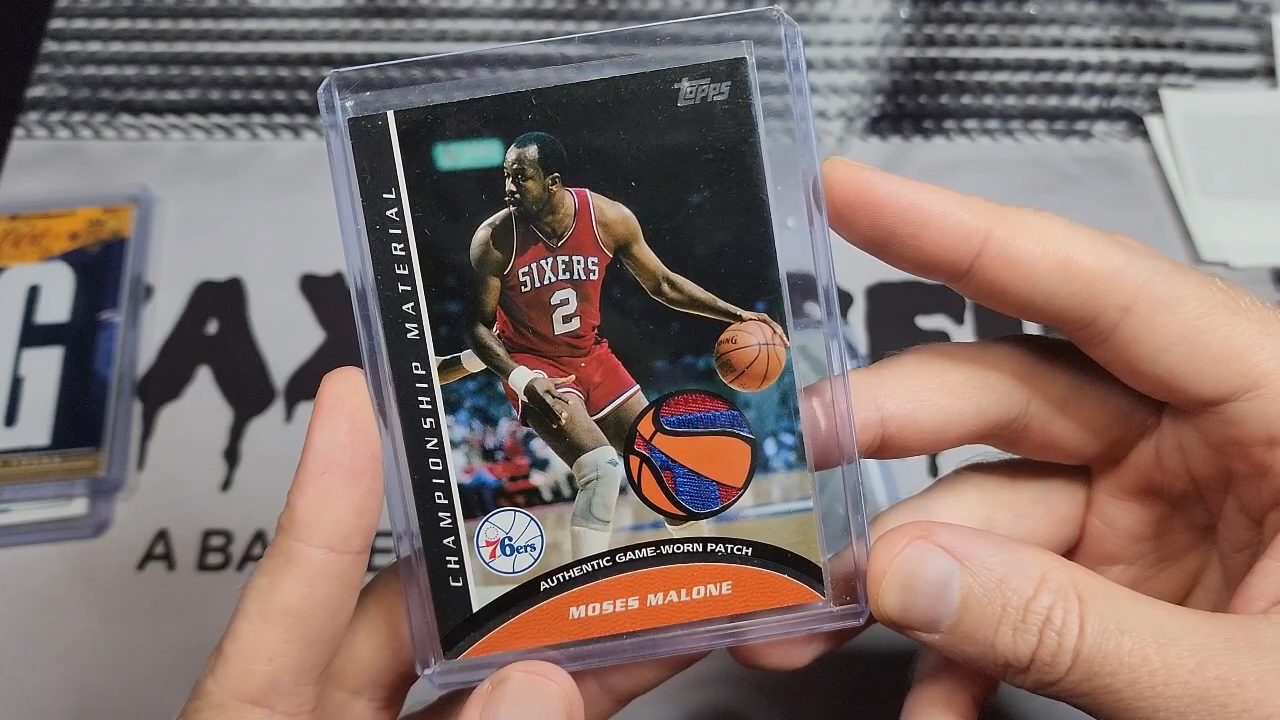 TOPPS
CHAMPIONSHIP MATERIAL
SIXERS
2
76ers
AUTHENTIC GAME-WORN PATCH
MOSES MALONE
G
A BA